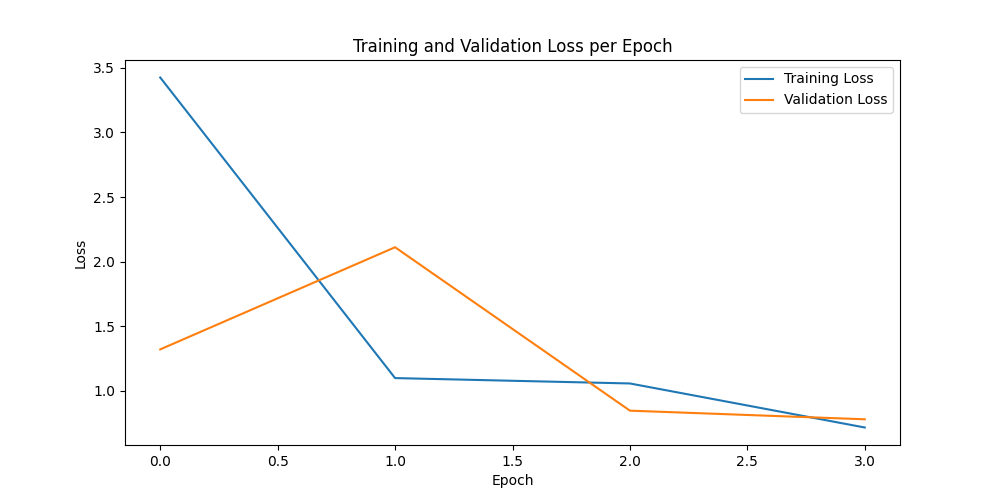 Training and Validation Loss per Epoch
Training Loss
Validation Loss
3.5
3.0
2.5
2.0
1.5
1.0
Loss
0.0 0.5 1.0 1.5 2.0 2.5 3.0
Epoch